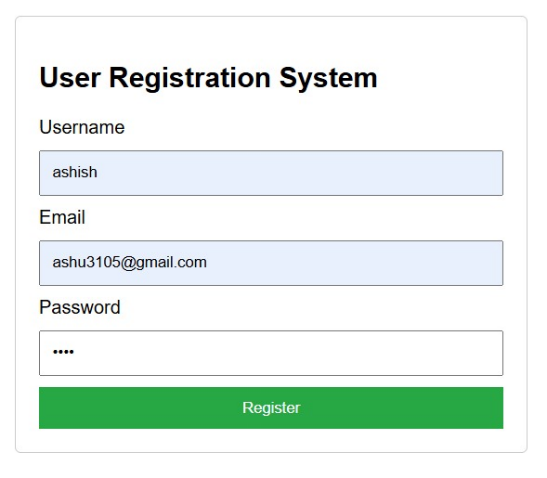 User Registration System
Username
ashish
Email
ashu3105@gmail.com
Password
••••
Register